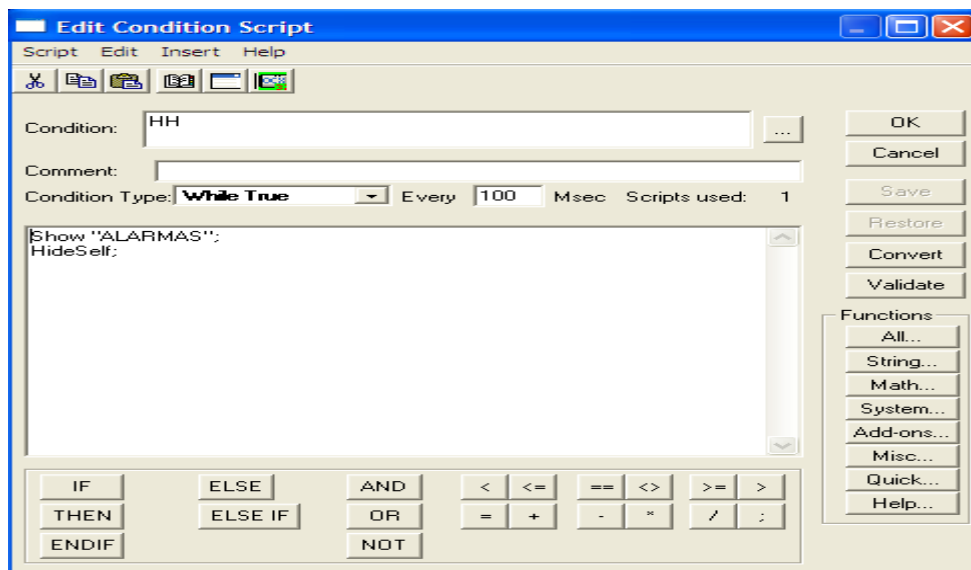 Edit Condition Script
Script Edit Insert Help
Condition: HH ... OK
Cancel
Comment:
Condition Type: While True Every 100 Msec Scripts used: 1 Save
Restore
Show "ALARMAS";
HideSelf;
Convert
Validate
Functions
All...
String...
Math...
System...
Add-ons...
Misc...
Quick...
Help...
IF ELSE AND < <= == <> >= >
THEN ELSE IF OR = + - * / ;
ENDIF NOT